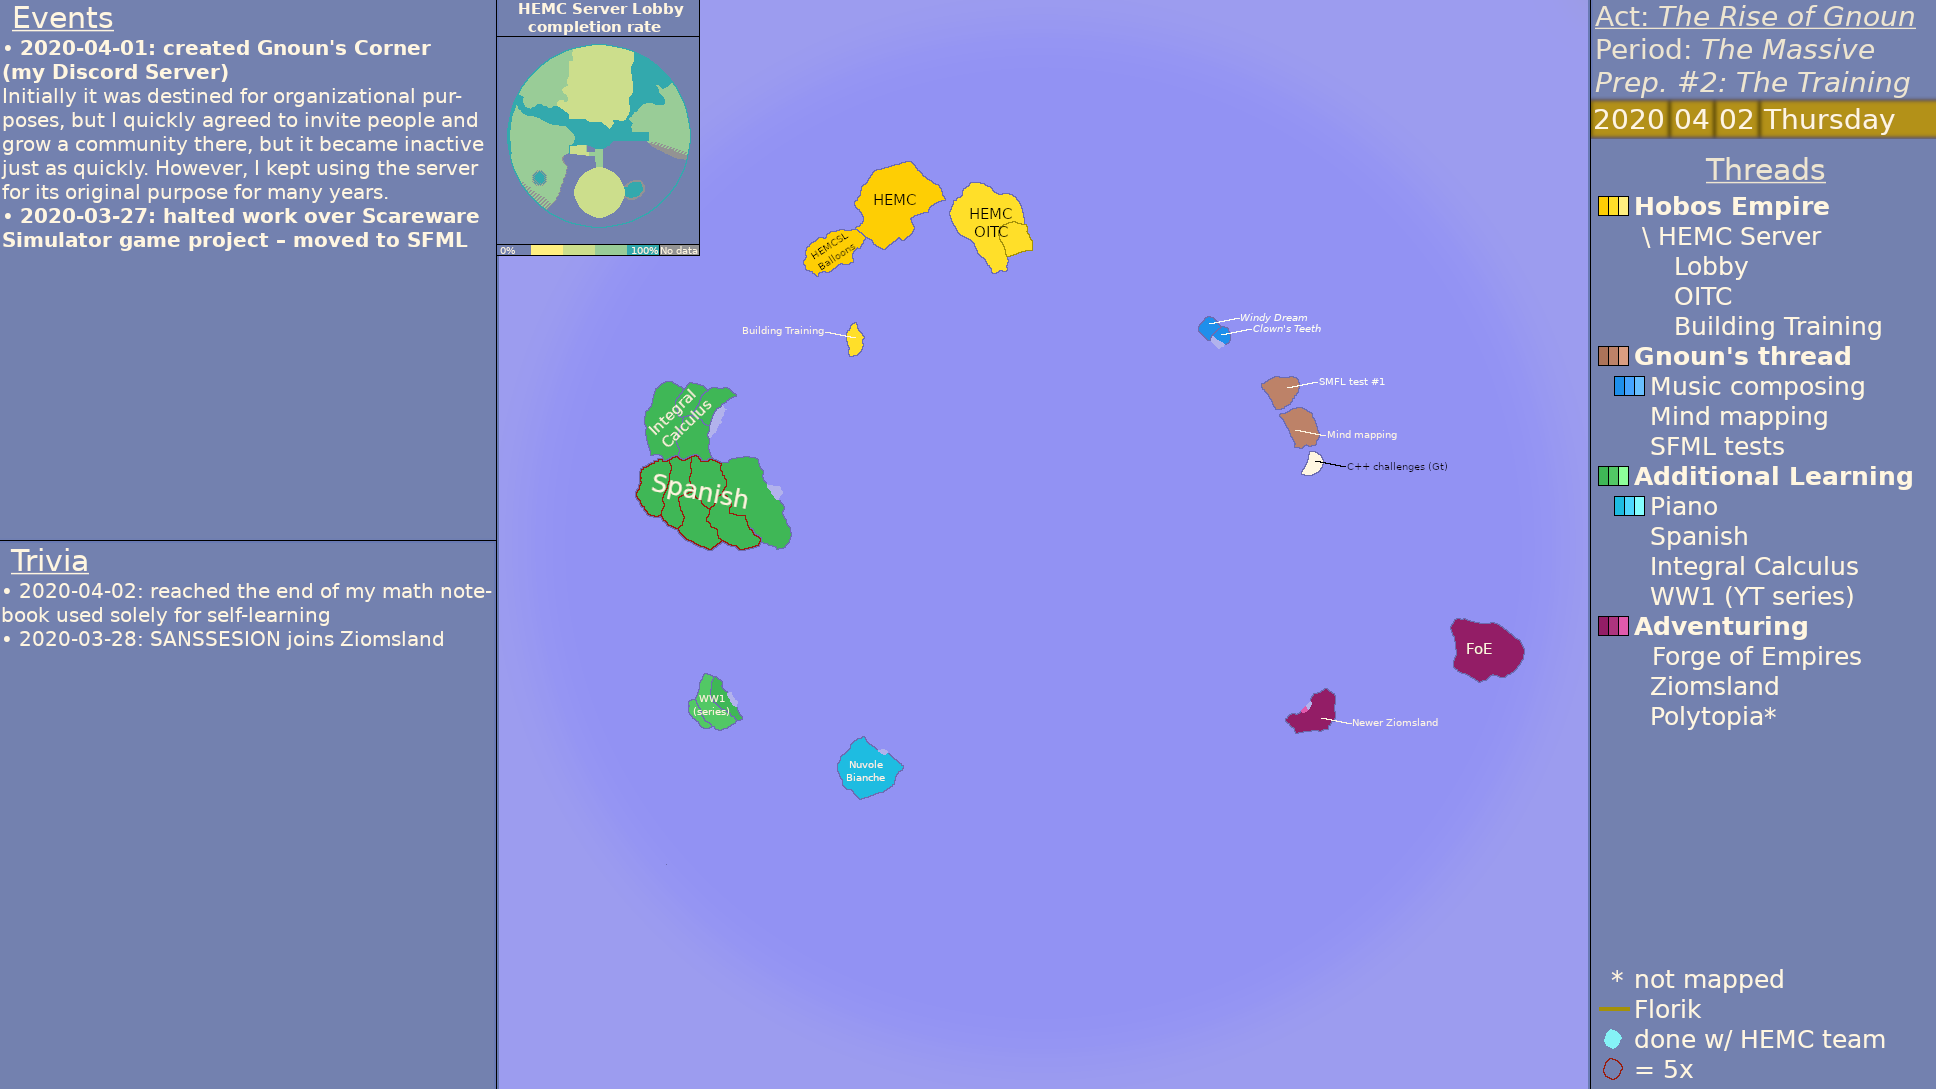 Events
• 2020-04-01: created Gnoun's Corner
(my Discord Server)
Initially it was destined for organizational pur-
poses, but I quickly agreed to invite people and
grow a community there, but it became inactive
just as quickly. However, I kept using the server
for its original purpose for many years.
• 2020-03-27: halted work over Scareware
Simulator game project – moved to SFML
Trivia
• 2020-04-02: reached the end of my math note-
book used solely for self-learning
• 2020-03-28: SANSSESION joins Ziomsland
HEMC Server Lobby
completion rate
0%
100%
No data
HEMC
HEMC
OITC
HEMCSL
Balloons
Building Training
Windy Dream
Clown's Teeth
Integral
Calculus
SMFL test #1
Mind mapping
C++ challenges (Gt)
Spanish
FoE
WW1
(series)
Newer Ziomsland
Nuvole
Bianche
Act: The Rise of Gnoun
Period: The Massive
Prep. #2: The Training
2020 04 02 Thursday
Threads
Hobos Empire
\ HEMC Server
Lobby
OITC
Building Training
Gnoun's thread
Music composing
Mind mapping
SFML tests
Additional Learning
Piano
Spanish
Integral Calculus
WW1 (YT series)
Adventuring
Forge of Empires
Ziomsland
Polytopia*
* not mapped
Florik
done w/ HEMC team
= 5x